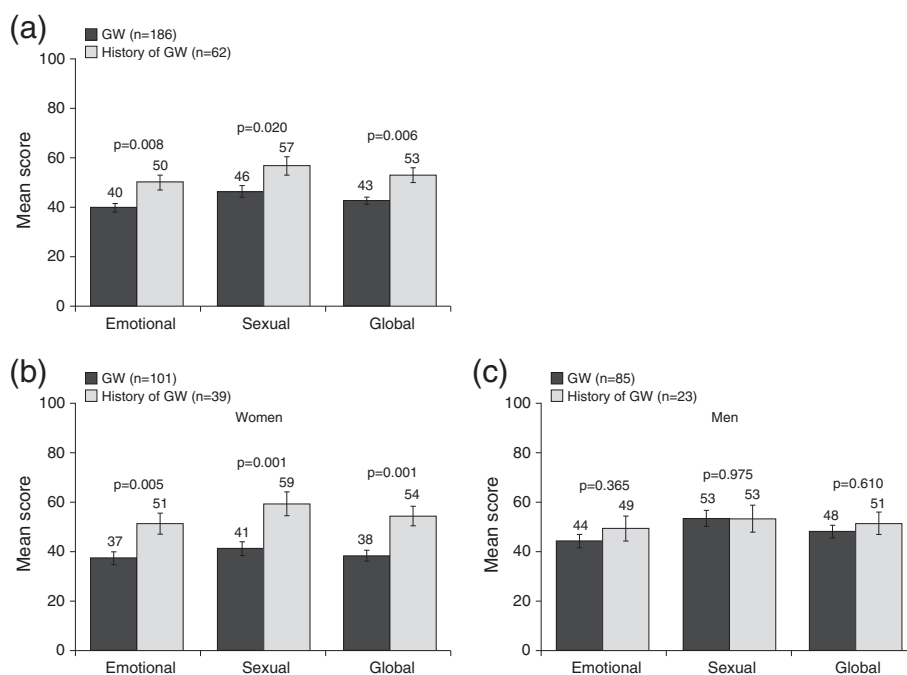 (a)
GW (n=186)
History of GW (n=62)
100
80
60
40
20
0
Mean score
p=0.008
p=0.020
p=0.006
40
50
46
57
43
53
Emotional
Sexual
Global
(b)
GW (n=101)
History of GW (n=39)
Women
100
80
60
40
20
0
Mean score
p=0.005
p=0.001
p=0.001
37
51
41
59
38
54
Emotional
Sexual
Global
(c)
GW (n=85)
History of GW (n=23)
Men
100
80
60
40
20
0
Mean score
p=0.365
p=0.975
p=0.610
44
49
53
53
48
51
Emotional
Sexual
Global